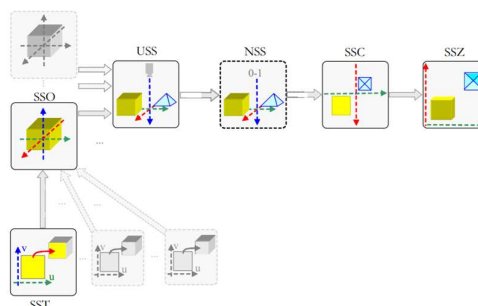 USS NSS SSC SSZ
0-1
SSO
...
... ...
v v v
... ...
u u u
SST